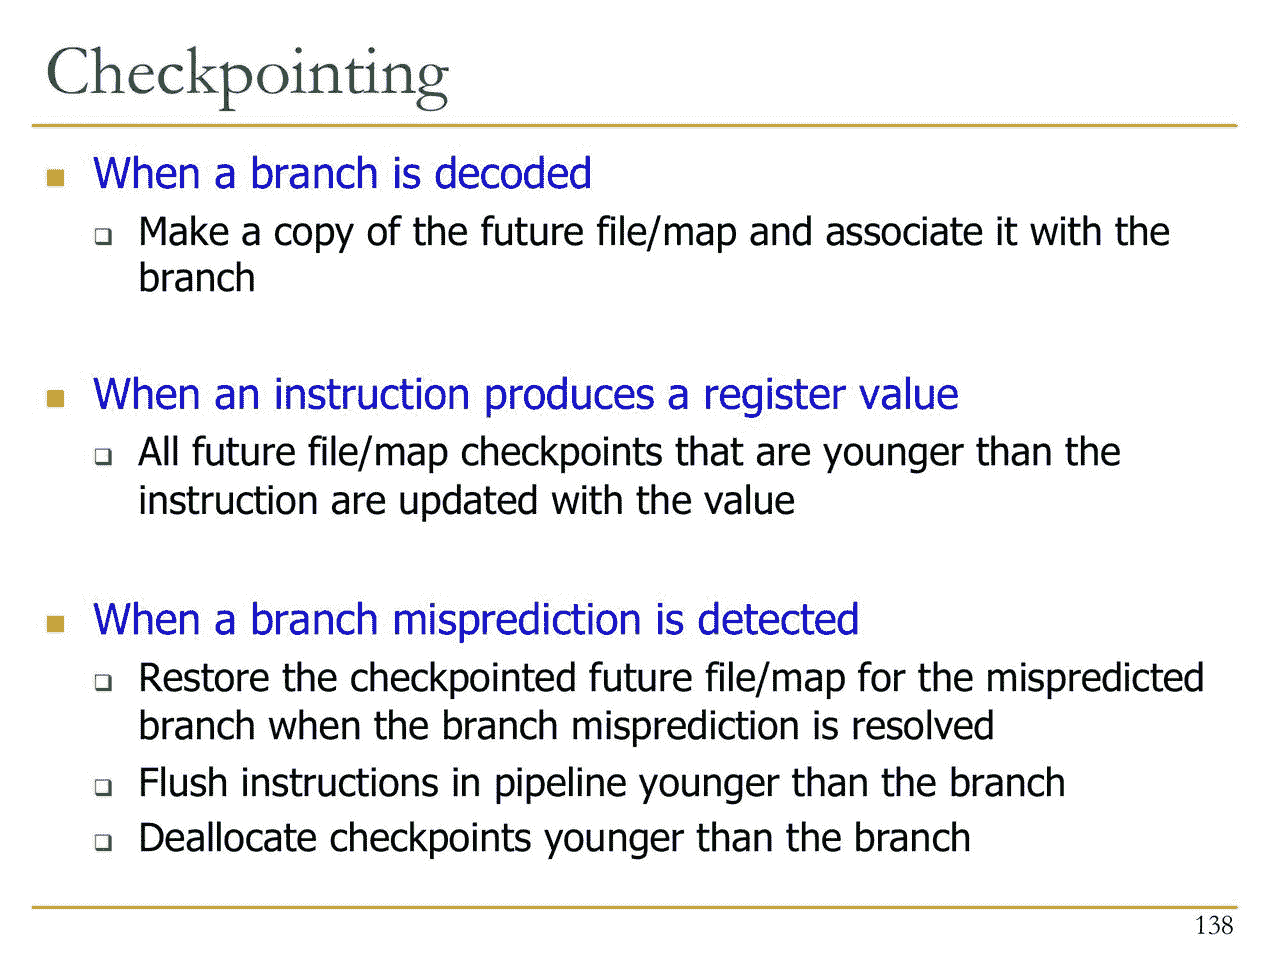 Checkpointing
When a branch is decoded
Make a copy of the future file/map and associate it with the
branch
When an instruction produces a register value
All future file/map checkpoints that are younger than the
instruction are updated with the value
When a branch misprediction is detected
Restore the checkpointed future file/map for the mispredicted
branch when the branch misprediction is resolved
Flush instructions in pipeline younger than the branch
Deallocate checkpoints younger than the branch
138